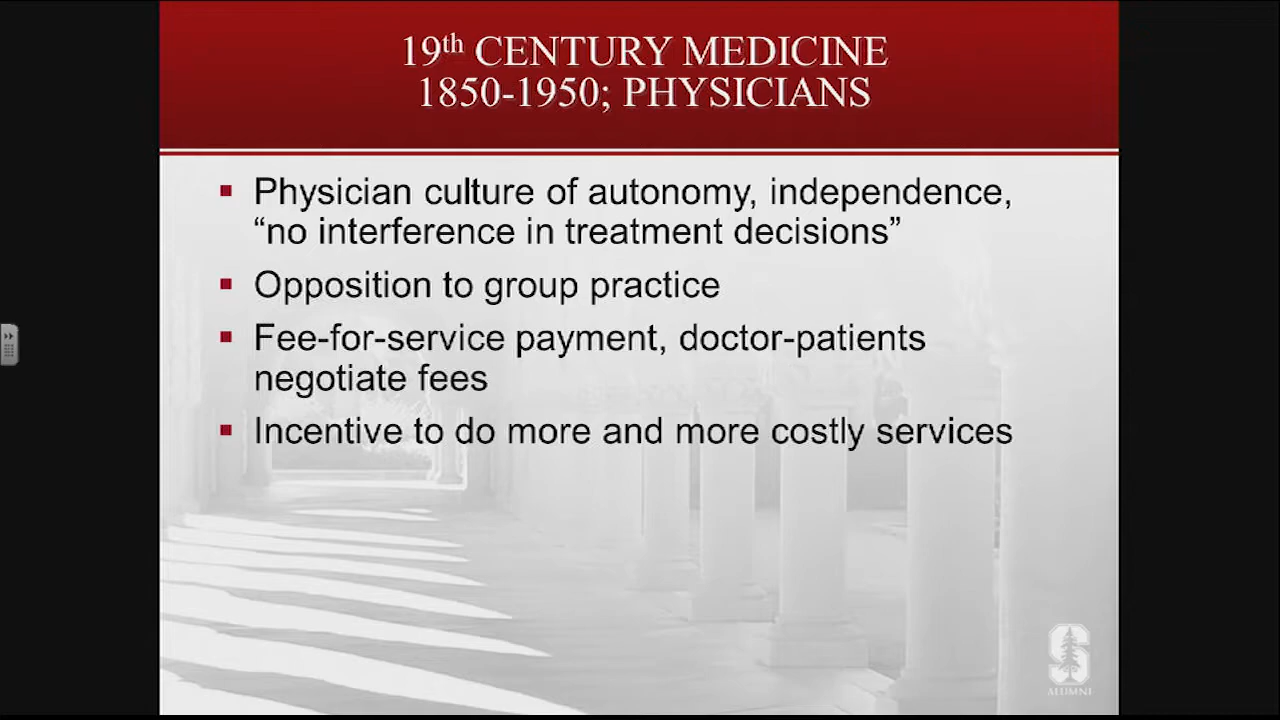 19th CENTURY MEDICINE
1850-1950; PHYSICIANS
Physician culture of autonomy, independence,
“no interference in treatment decisions”
Opposition to group practice
Fee-for-service payment, doctor-patients
negotiate fees
Incentive to do more and more costly services
S
ALUMNI